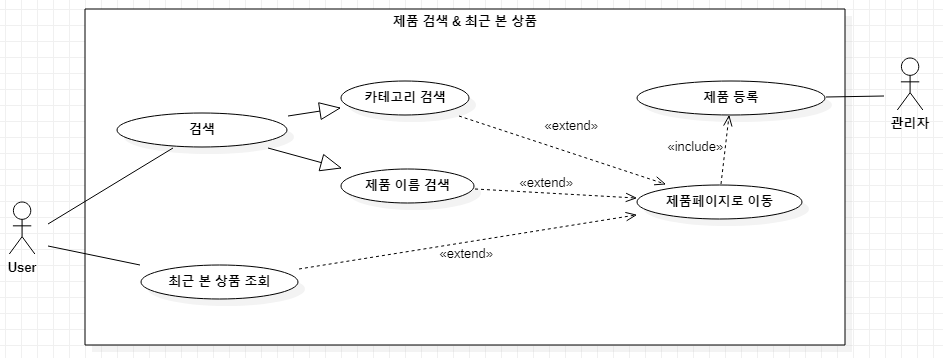 제품 검색 & 최근 본 상품
카테고리 검색
제품 등록
관리자
«extend»
검색
«include»
제품 이름 검색
«extend»
제품페이지로 이동
User
«extend»
최근 본 상품 조회